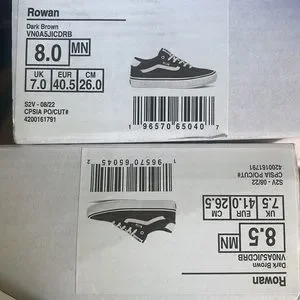 Rowan
Dark Brown
VN0A5JICDRB
8.0 MN
UK EUR CM
7.0 40.5 26.0
S2V - 08/22
CPSIA PO/CUT#
4200161791
1 96570 65040 7
Rowan
Dark Brown
VN0A5JICDRB
8.5 MN
UK EUR CM
7.5 41.0 26.5
S2V - 08/22
CPSIA PO/CUT#
4200161791
1 96570 65045 2